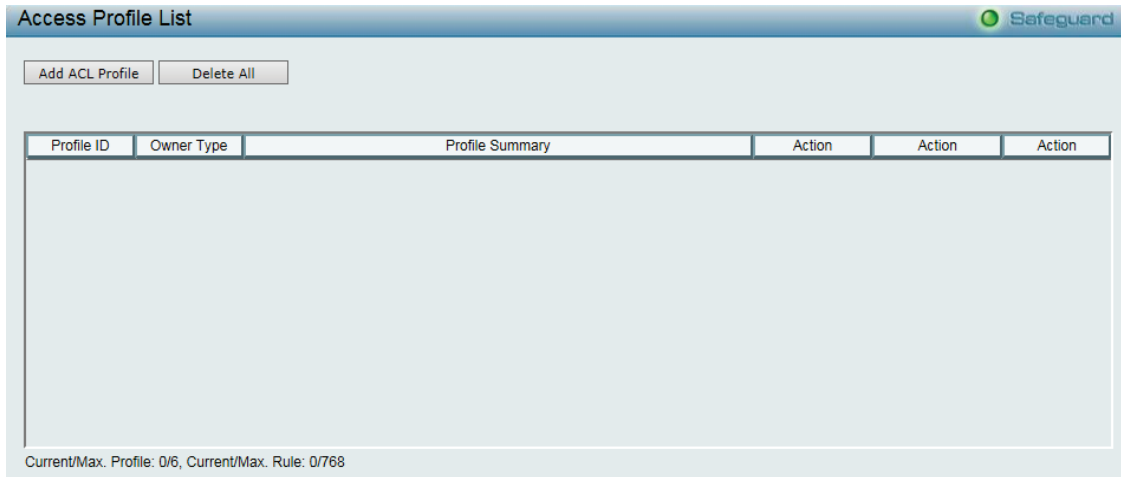 Access Profile List Safeguard
Add ACL Profile Delete All
Profile ID Owner Type Profile Summary Action Action Action
Current/Max. Profile: 0/6, Current/Max. Rule: 0/768